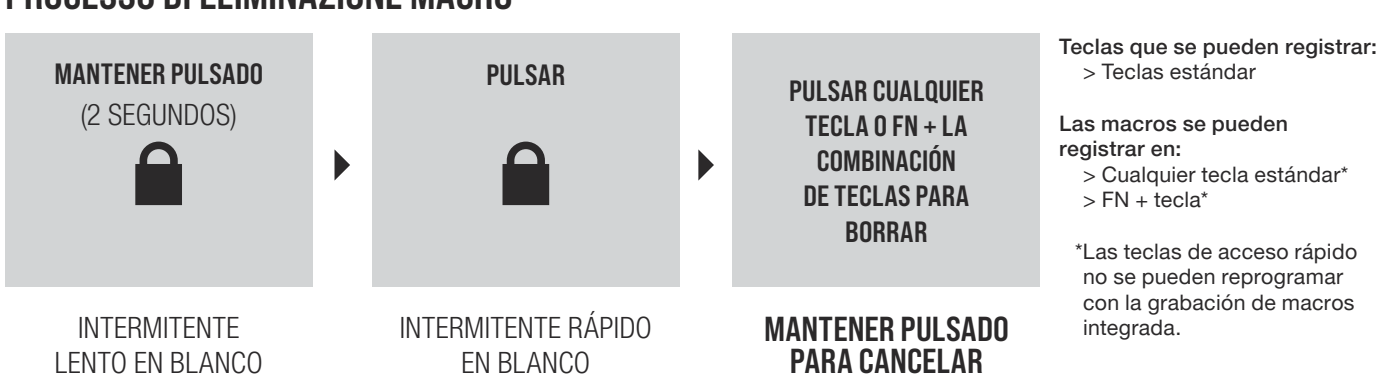 PROCESSO DI ELIMINAZIONE MACRO
MANTENER PULSADO
(2 SEGUNDOS)
INTERMITENTE
LENTO EN BLANCO
PULSAR
INTERMITENTE RÁPIDO
EN BLANCO
PULSAR CUALQUIER
TECLA O FN + LA
COMBINACIÓN
DE TECLAS PARA
BORRAR
MANTENER PULSADO
PARA CANCELAR
Teclas que se pueden registrar:
> Teclas estándar
Las macros se pueden
registrar en:
> Cualquier tecla estándar*
> FN + tecla*
*Las teclas de acceso rápido
no se pueden reprogramar
con la grabación de macros
integrada.